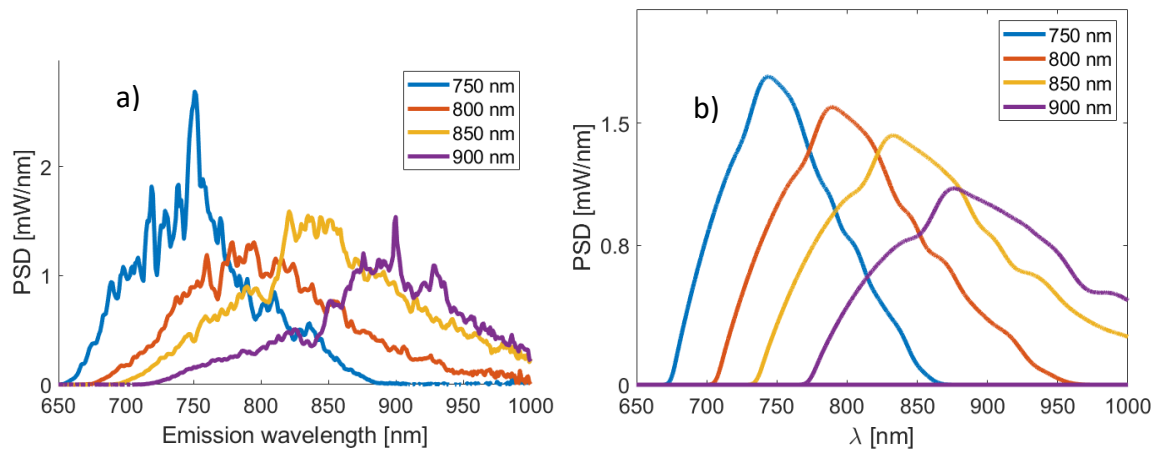 a)
750 nm
800 nm
850 nm
900 nm
PSD [mW/nm]
2
1
0
650 700 750 800 850 900 950 1000
Emission wavelength [nm]
b)
750 nm
800 nm
850 nm
900 nm
PSD [mW/nm]
1.5
0.8
0
650 700 750 800 850 900 950 1000
λ [nm]